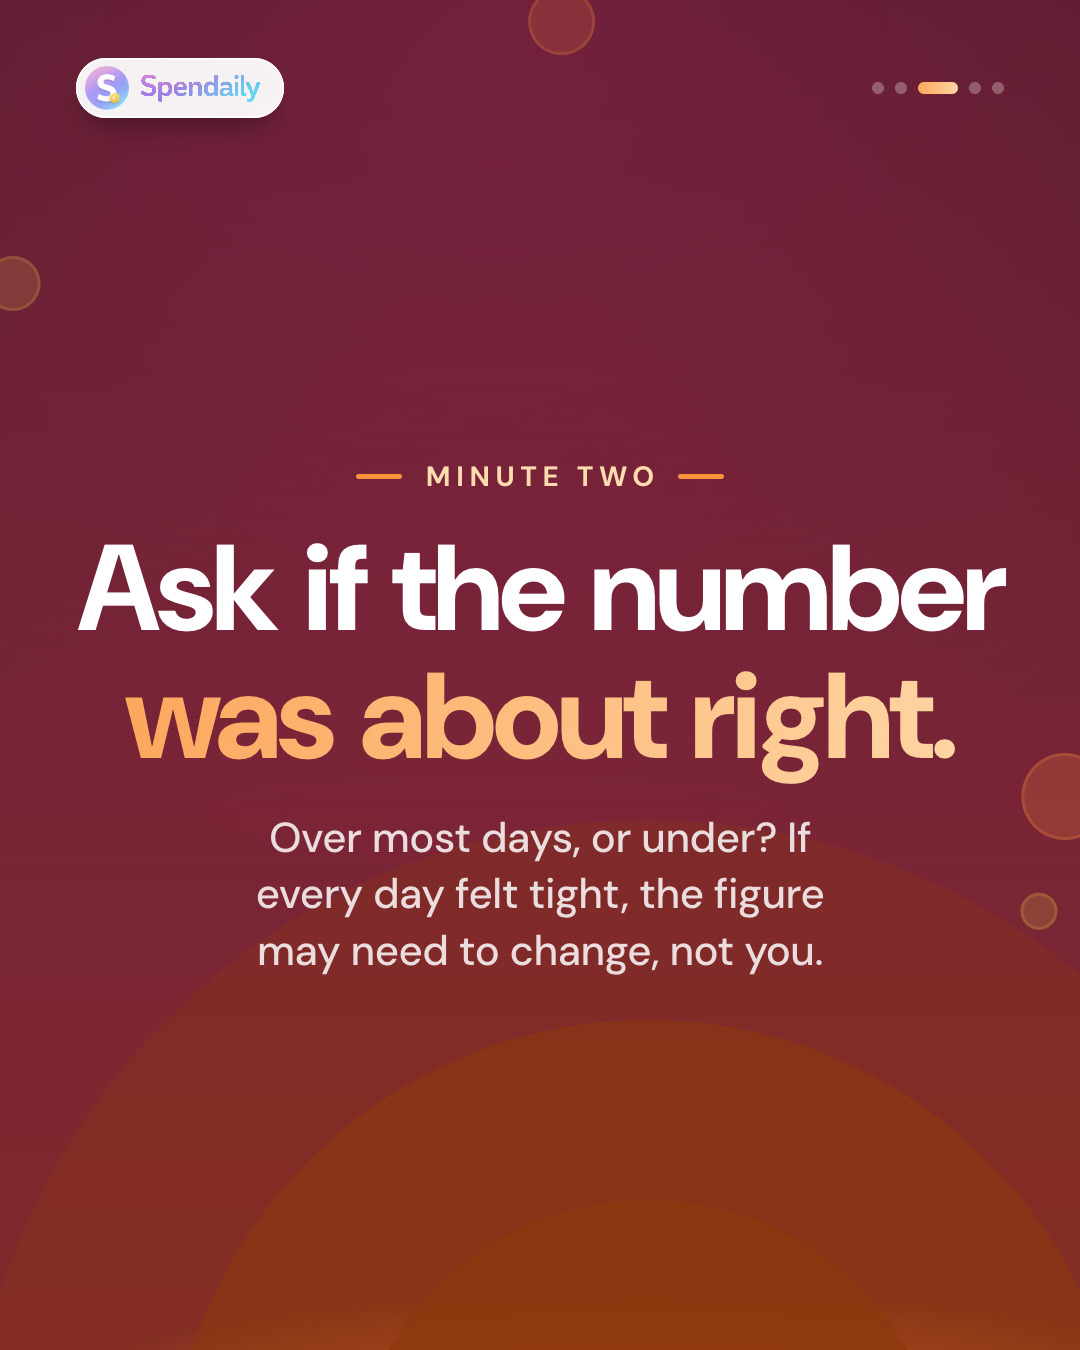 Spendaily
MINUTE TWO
Ask if the number
was about right.
Over most days, or under? If
every day felt tight, the figure
may need to change, not you.